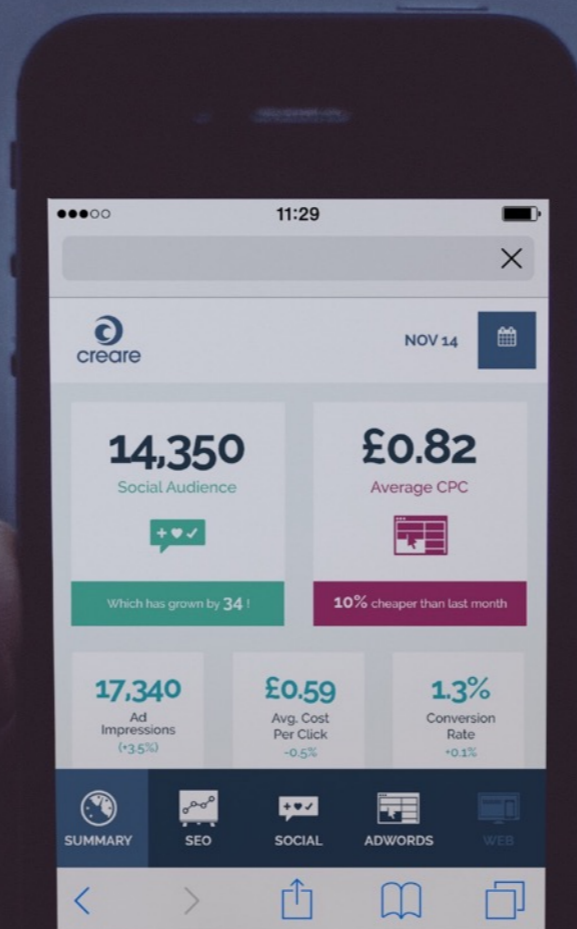 11:29
creare
NOV 14
14,350
Social Audience
Which has grown by 34 !
£0.82
Average CPC
10% cheaper than last month
17,340
Ad
Impressions
(+3.5%)
£0.59
Avg. Cost
Per Click
-0.5%
1.3%
Conversion
Rate
+0.1%
SUMMARY
SEO
SOCIAL
ADWORDS
WEB